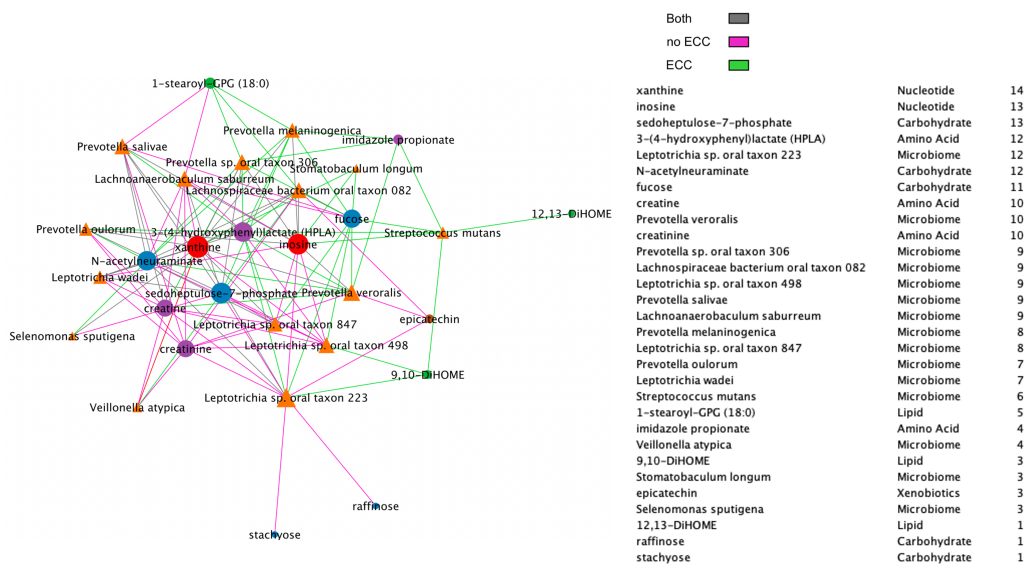 Both
no ECC
ECC
1-stearoyl-GPG (18:0)
Prevotella melaninogenica
imidazole propionate
Prevotella salivae
Prevotella sp. oral taxon 306
Stomatobaculum longum
Lachnoanaerobaculum saburreum
Lachnospiraceae bacterium oral taxon 082
12,13-DiHOME
fucose
Prevotella oulorum
3-(4-hydroxyphenyl)lactate (HPLA)
Streptococcus mutans
xanthine
inosine
N-acetylneuraminate
Leptotrichia wadei
sedoheptulose-7-phosphate
Prevotella veroralis
creatine
epicatechin
Leptotrichia sp. oral taxon 847
Selenomonas sputigena
Leptotrichia sp. oral taxon 498
creatinine
9,10-DiHOME
Leptotrichia sp. oral taxon 223
Veillonella atypica
raffinose
stachyose
xanthine Nucleotide 14
inosine Nucleotide 13
sedoheptulose-7-phosphate Carbohydrate 13
3-(4-hydroxyphenyl)lactate (HPLA) Amino Acid 12
Leptotrichia sp. oral taxon 223 Microbiome 12
N-acetylneuraminate Carbohydrate 12
fucose Carbohydrate 11
creatine Amino Acid 10
Prevotella veroralis Microbiome 10
creatinine Amino Acid 10
Prevotella sp. oral taxon 306 Microbiome 9
Lachnospiraceae bacterium oral taxon 082 Microbiome 9
Leptotrichia sp. oral taxon 498 Microbiome 9
Prevotella salivae Microbiome 9
Lachnoanaerobaculum saburreum Microbiome 9
Prevotella melaninogenica Microbiome 8
Leptotrichia sp. oral taxon 847 Microbiome 8
Prevotella oulorum Microbiome 7
Leptotrichia wadei Microbiome 7
Streptococcus mutans Microbiome 6
1-stearoyl-GPG (18:0) Lipid 5
imidazole propionate Amino Acid 4
Veillonella atypica Microbiome 4
9,10-DiHOME Lipid 3
Stomatobaculum longum Microbiome 3
epicatechin Xenobiotics 3
Selenomonas sputigena Microbiome 3
12,13-DiHOME Lipid 1
raffinose Carbohydrate 1
stachyose Carbohydrate 1